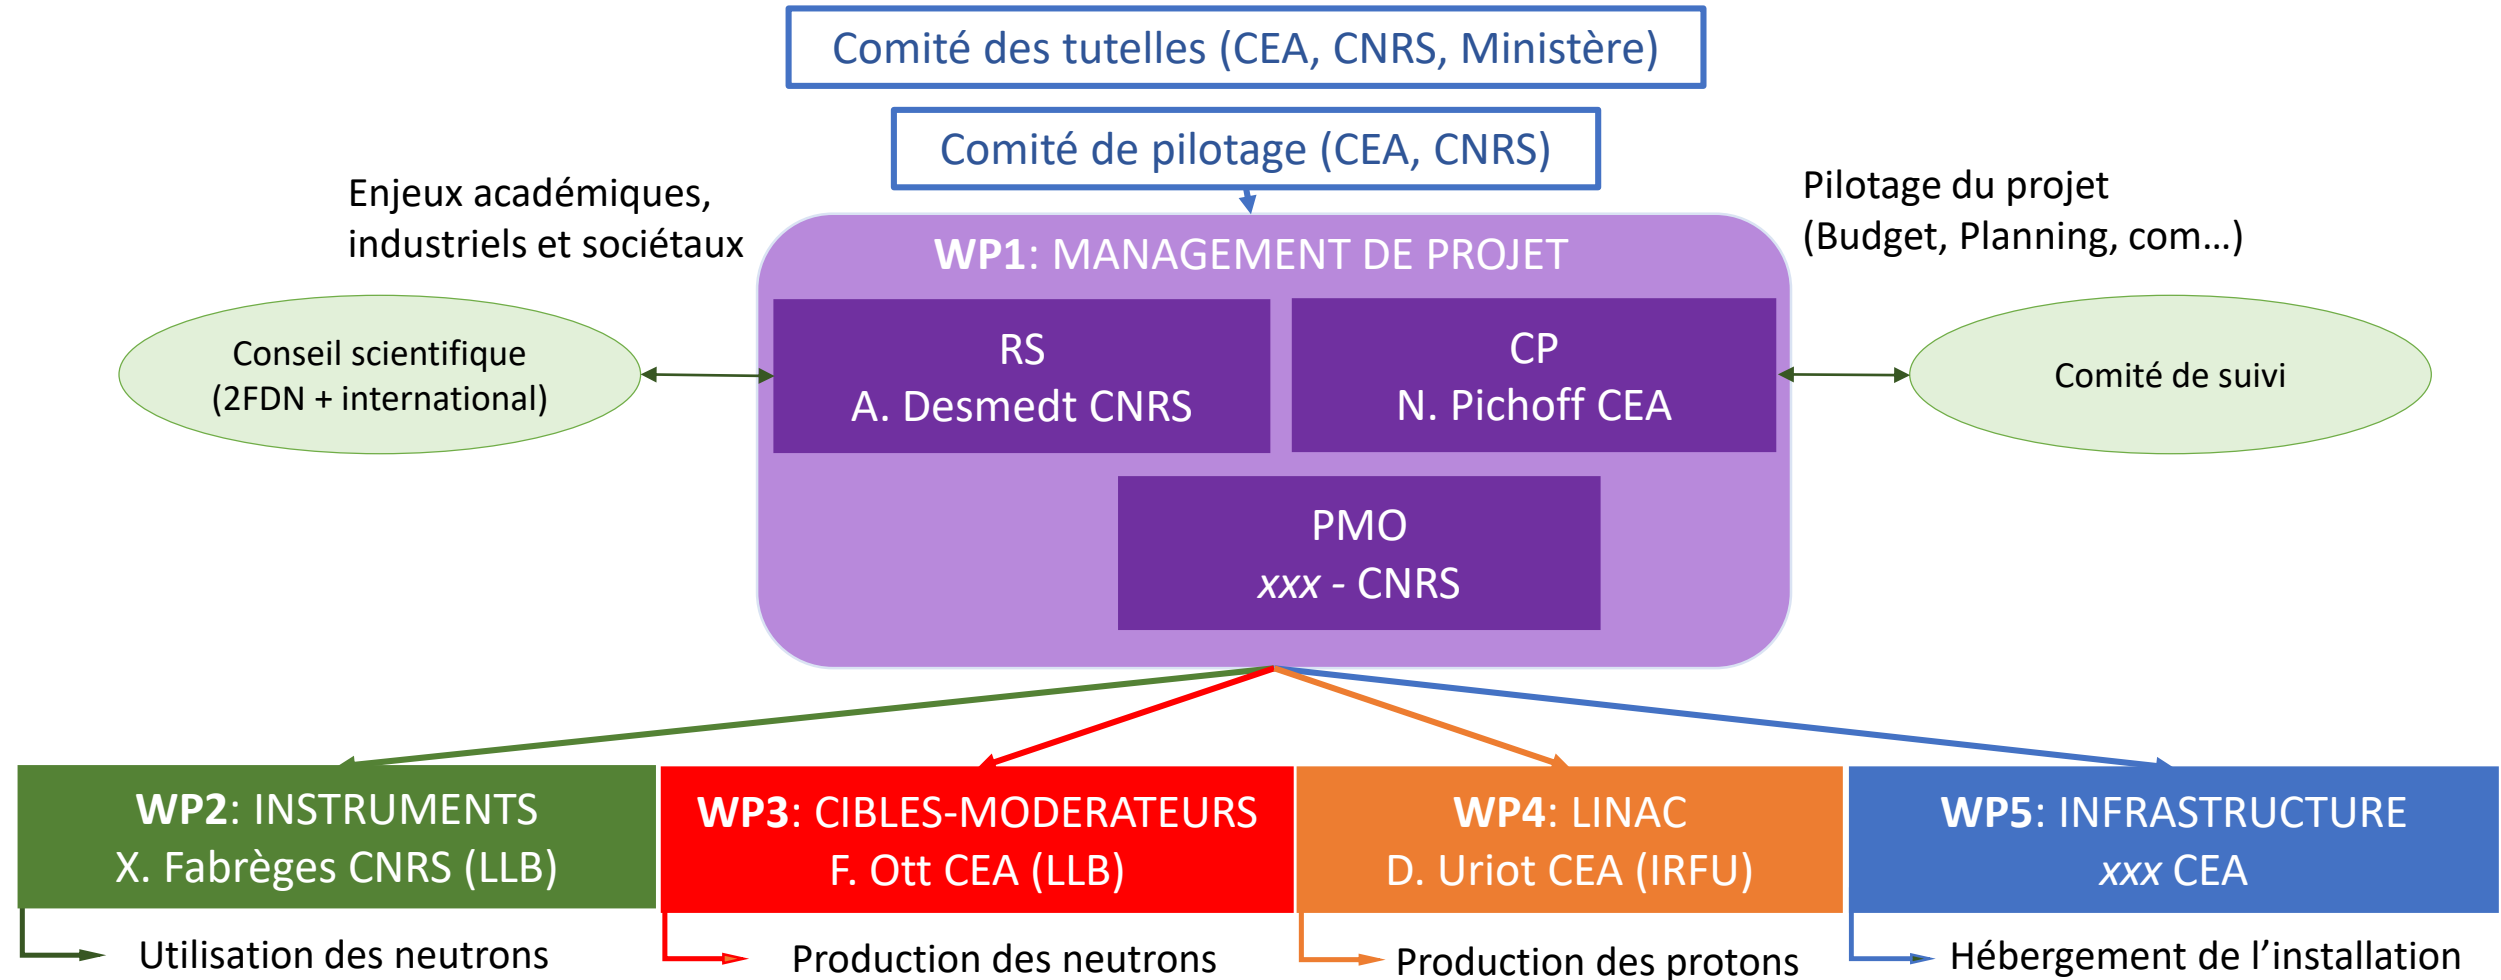 Comité des tutelles (CEA, CNRS, Ministère)
Comité de pilotage (CEA, CNRS)
Enjeux académiques,
industriels et sociétaux
Pilotage du projet
(Budget, Planning, com...)
WP1: MANAGEMENT DE PROJET
RS
A. Desmedt CNRS
CP
N. Pichoff CEA
Conseil scientifique
(2FDN + international)
Comité de suivi
PMO
xxx - CNRS
WP2: INSTRUMENTS
X. Fabrèges CNRS (LLB)
WP3: CIBLES-MODERATEURS
F. Ott CEA (LLB)
WP4: LINAC
D. Uriot CEA (IRFU)
WP5: INFRASTRUCTURE
xxx CEA
Utilisation des neutrons
Production des neutrons
Production des protons
Hébergement de l’installation